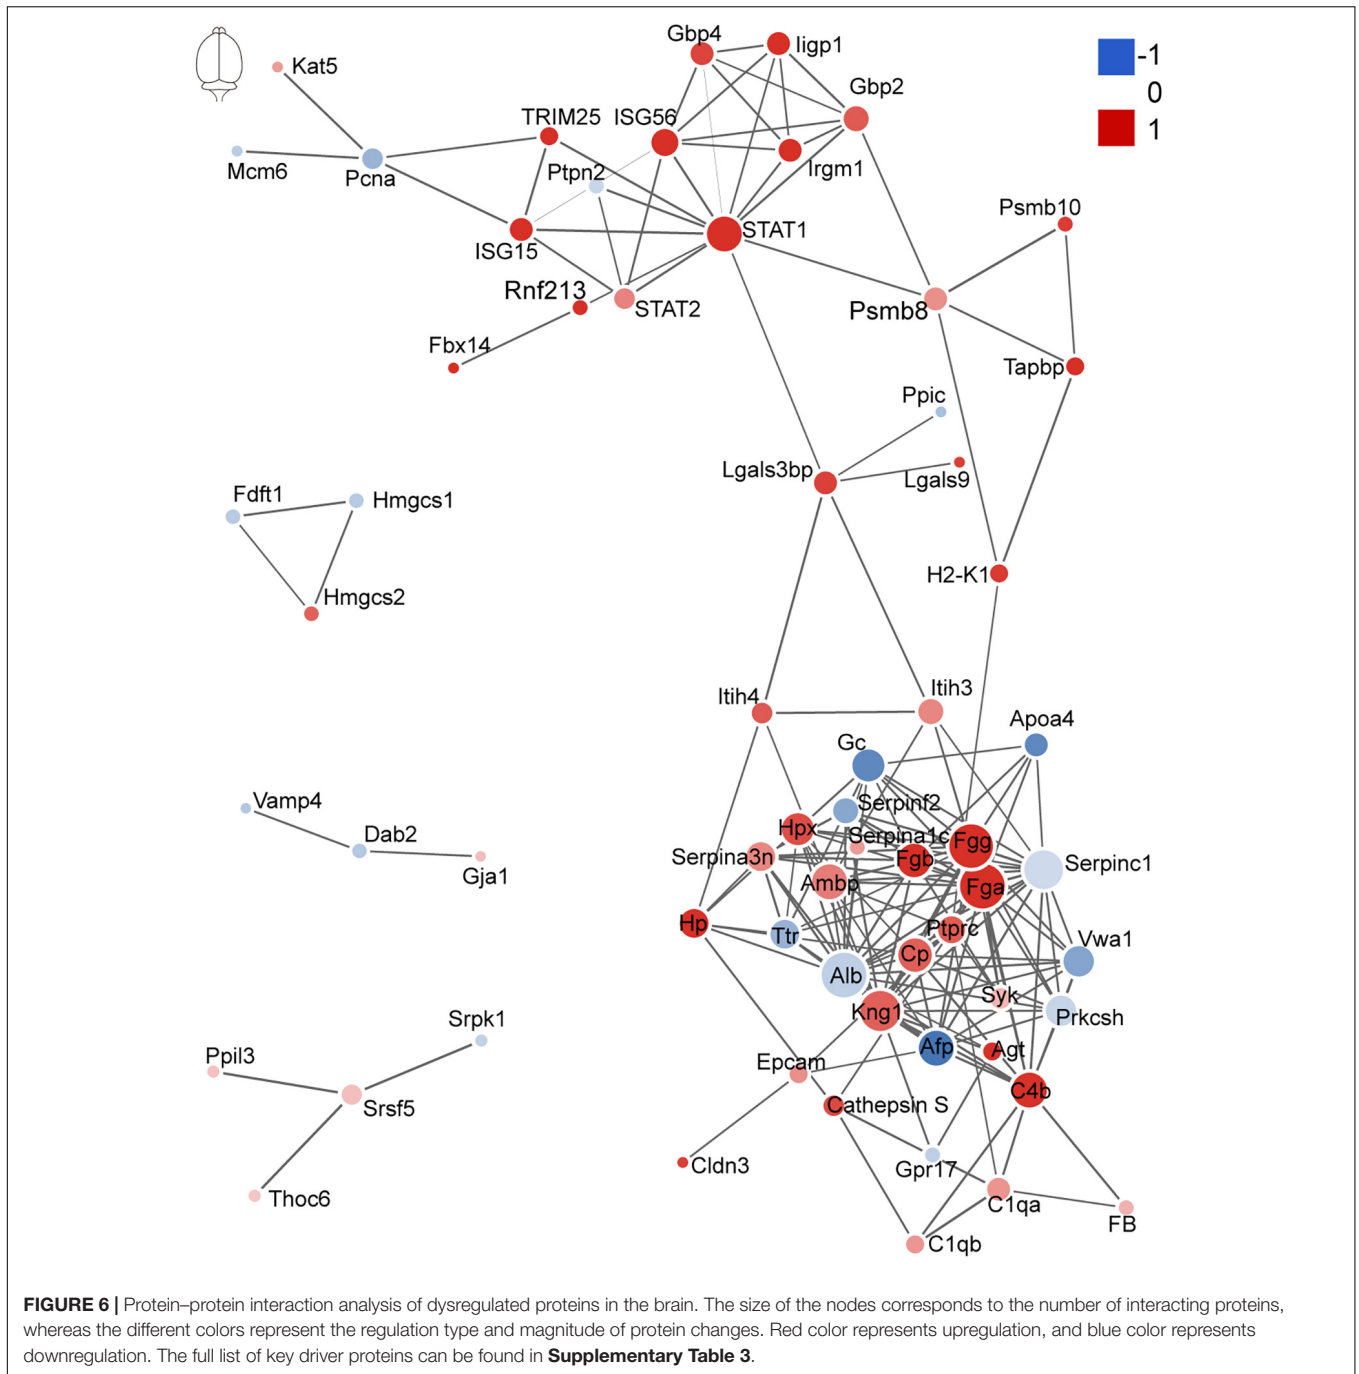 Gbp4
Iigp1
-1
Kat5
Gbp2
0
TRIM25
ISG56
1
Mcm6
Pcna
Ptpn2
Irgm1
Psmb10
ISG15
STAT1
Rnf213
STAT2
Psmb8
Fbx14
Tapbp
Ppic
Lgals3bp
Lgals9
Fdft1
Hmgcs1
H2-K1
Hmgcs2
Itih4
Itih3
Apoa4
Gc
Vamp4
Serpinf2
Dab2
Hpx
Serpina1c
Fgg
Serpina3n
Fgb
Serpinc1
Gja1
Ambp
Fga
Hp
Ttr
Ptprc
Vwa1
Cp
Alb
Syk
Kng1
Prkcsh
Srpk1
Afp
Agt
Ppil3
Epcam
C4b
Srsf5
Cathepsin S
Cldn3
Gpr17
Thoc6
C1qa
FB
C1qb
FIGURE 6 | Protein–protein interaction analysis of dysregulated proteins in the brain. The size of the nodes corresponds to the number of interacting proteins,
whereas the different colors represent the regulation type and magnitude of protein changes. Red color represents upregulation, and blue color represents
downregulation. The full list of key driver proteins can be found in Supplementary Table 3.